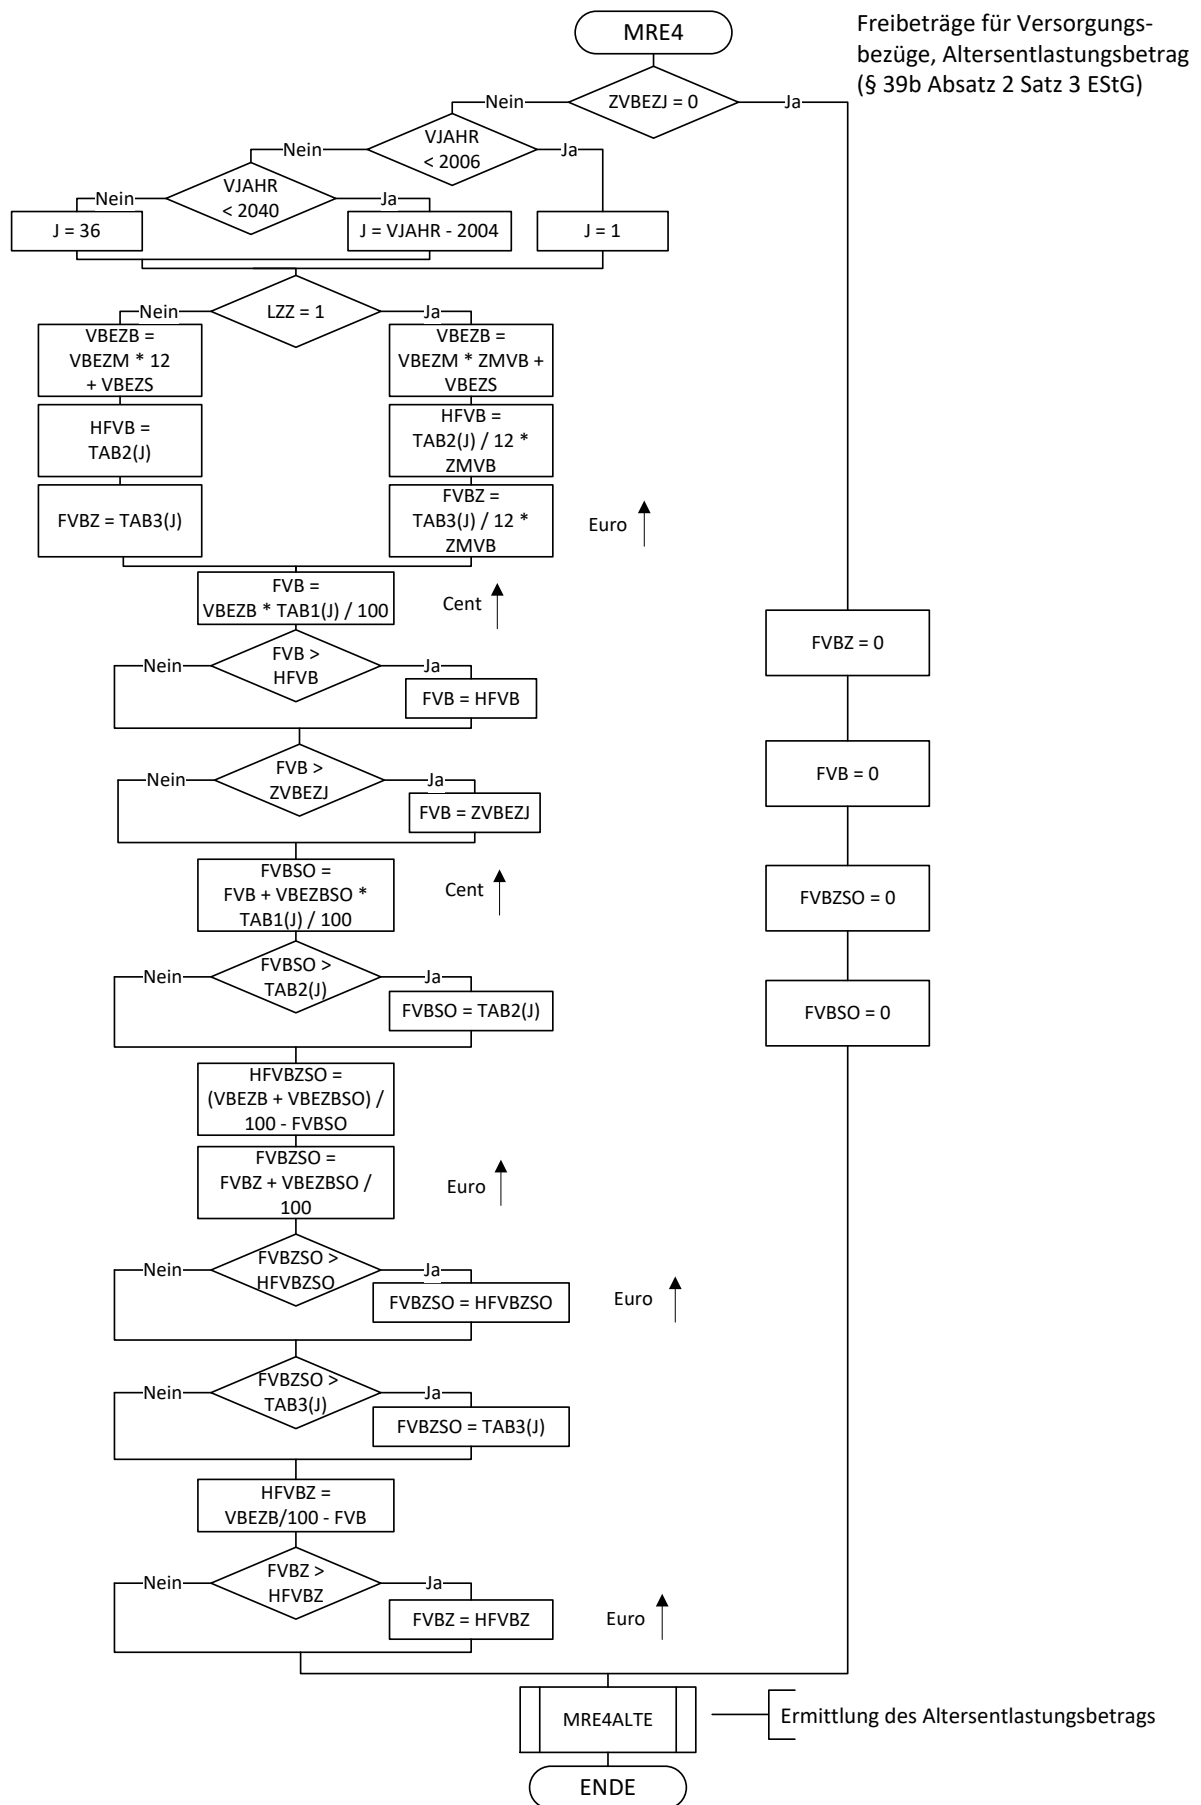 MRE4
Freibeträge für Versorgungs-
bezüge, Altersentlastungsbetrag
(§ 39b Absatz 2 Satz 3 EStG)
ZVBEZJ = 0
Nein
Ja
VJAHR
< 2006
Nein
Ja
VJAHR
< 2040
Nein
Ja
J = 36
J = VJAHR - 2004
J = 1
LZZ = 1
Nein
Ja
VBEZB =
VBEZM * 12
+ VBEZS
VBEZB =
VBEZM * ZMVB +
VBEZS
HFVB =
TAB2(J)
HFVB =
TAB2(J) / 12 *
ZMVB
FVBZ = TAB3(J)
FVBZ =
TAB3(J) / 12 *
ZMVB
Euro
FVB =
VBEZB * TAB1(J) / 100
Cent
FVBZ = 0
FVB >
HFVB
Nein
Ja
FVB = HFVB
FVB >
ZVBEZJ
Nein
Ja
FVB = ZVBEZJ
FVB = 0
FVBSO =
FVB + VBEZBSO *
TAB1(J) / 100
Cent
FVBZSO = 0
FVBSO >
TAB2(J)
Nein
Ja
FVBSO = TAB2(J)
FVBSO = 0
HFVBZSO =
(VBEZB + VBEZBSO) /
100 - FVBSO
FVBZSO =
FVBZ + VBEZBSO /
100
Euro
FVBZSO >
HFVBZSO
Nein
Ja
FVBZSO = HFVBZSO
Euro
FVBZSO >
TAB3(J)
Nein
Ja
FVBZSO = TAB3(J)
HFVBZ =
VBEZB/100 - FVB
FVBZ >
HFVBZ
Nein
Ja
FVBZ = HFVBZ
Euro
MRE4ALTE
Ermittlung des Altersentlastungsbetrags
ENDE